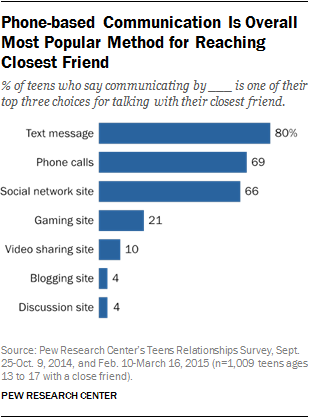 Phone-based Communication Is Overall
Most Popular Method for Reaching
Closest Friend
% of teens who say communicating by ___ is one of their
top three choices for talking with their closest friend.
Text message 80%
Phone calls 69
Social network site 66
Gaming site 21
Video sharing site 10
Blogging site 4
Discussion site 4
Source: Pew Research Center's Teens Relationships Survey, Sept.
25-Oct. 9, 2014, and Feb. 10-March 16, 2015 (n=1,009 teens ages
13 to 17 with a close friend).
PEW RESEARCH CENTER